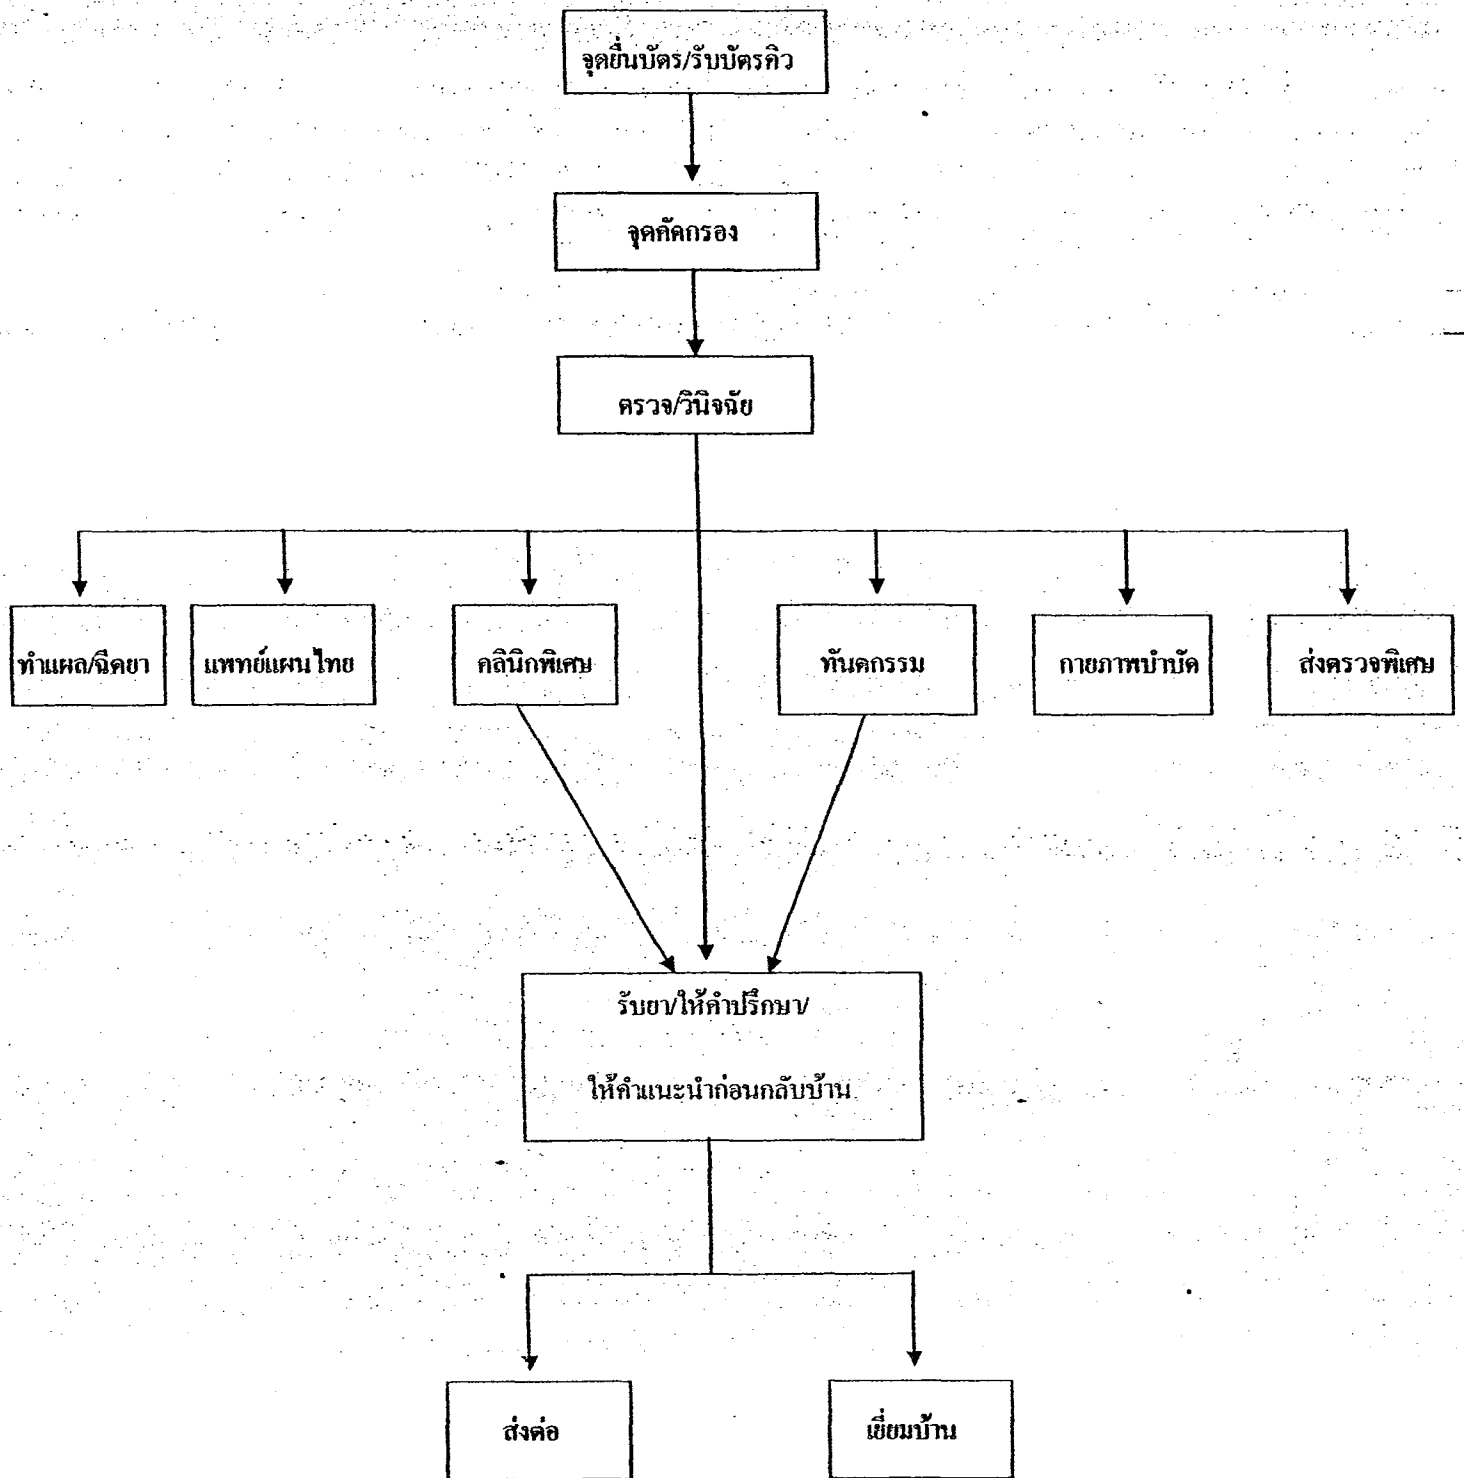 จุดยื่นบัตร/รับบัตรคิว
จุดคัดกรอง
ตรวจ/วินิจฉัย
ทำแผล/ฉีดยา
แพทย์แผนไทย
คลินิกพิเศษ
ทันตกรรม
กายภาพบำบัด
ส่งตรวจพิเศษ
รับยา/ให้คำปรึกษา/
ให้คำแนะนำก่อนกลับบ้าน
ส่งต่อ
เยี่ยมบ้าน